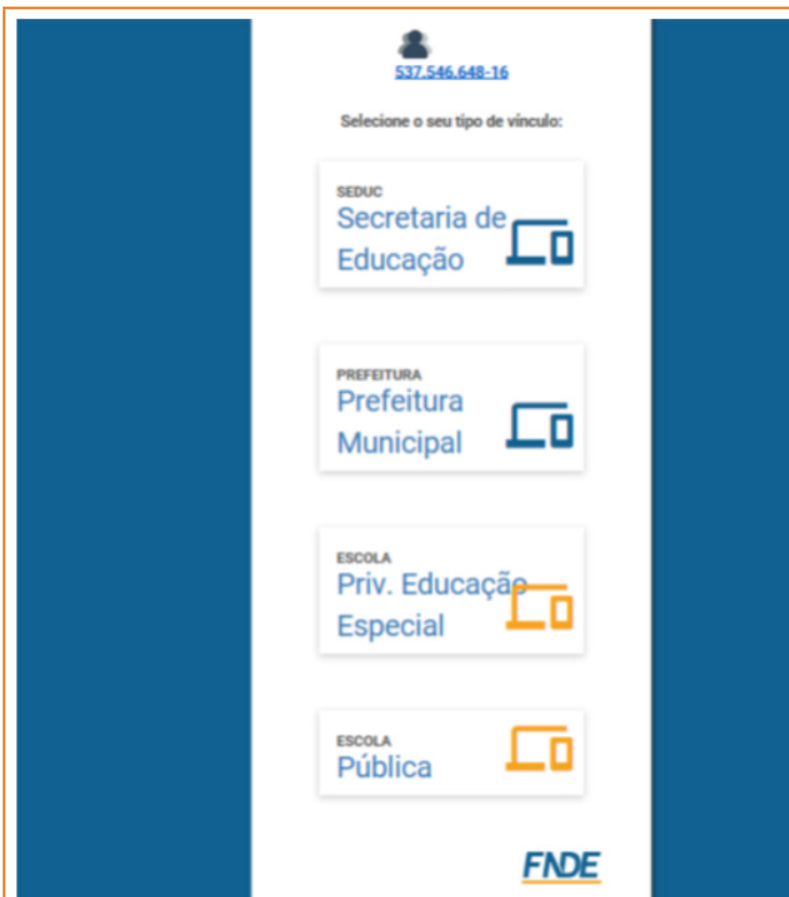 537.546.648-16
Selecione o seu tipo de vínculo:
SEDUC
Secretaria de
Educação
PREFEITURA
Prefeitura
Municipal
ESCOLA
Priv. Educação
Especial
ESCOLA
Pública
FNDE